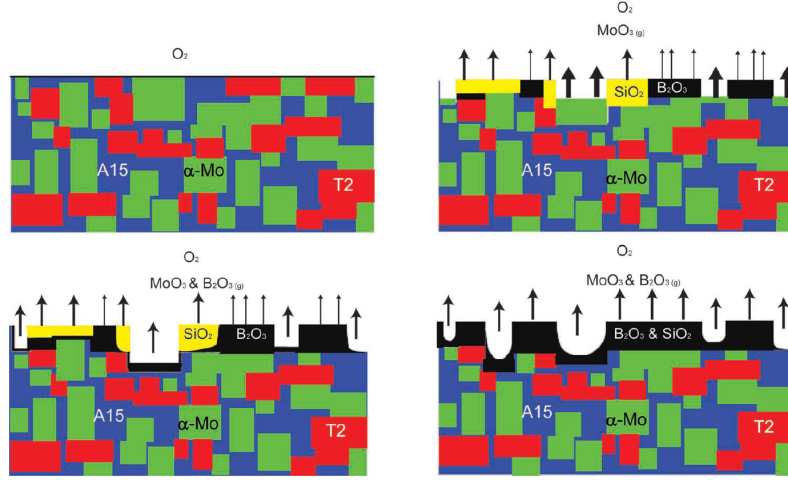 O₂
A15
α-Mo
T2
O₂
MoO₃ (g)
SiO₂
B₂O₃
A15
α-Mo
T2
O₂
MoO₃ & B₂O₃ (g)
SiO₂
B₂O₃
A15
α-Mo
T2
O₂
MoO₃ & B₂O₃ (g)
B₂O₃ & SiO₂
A15
α-Mo
T2